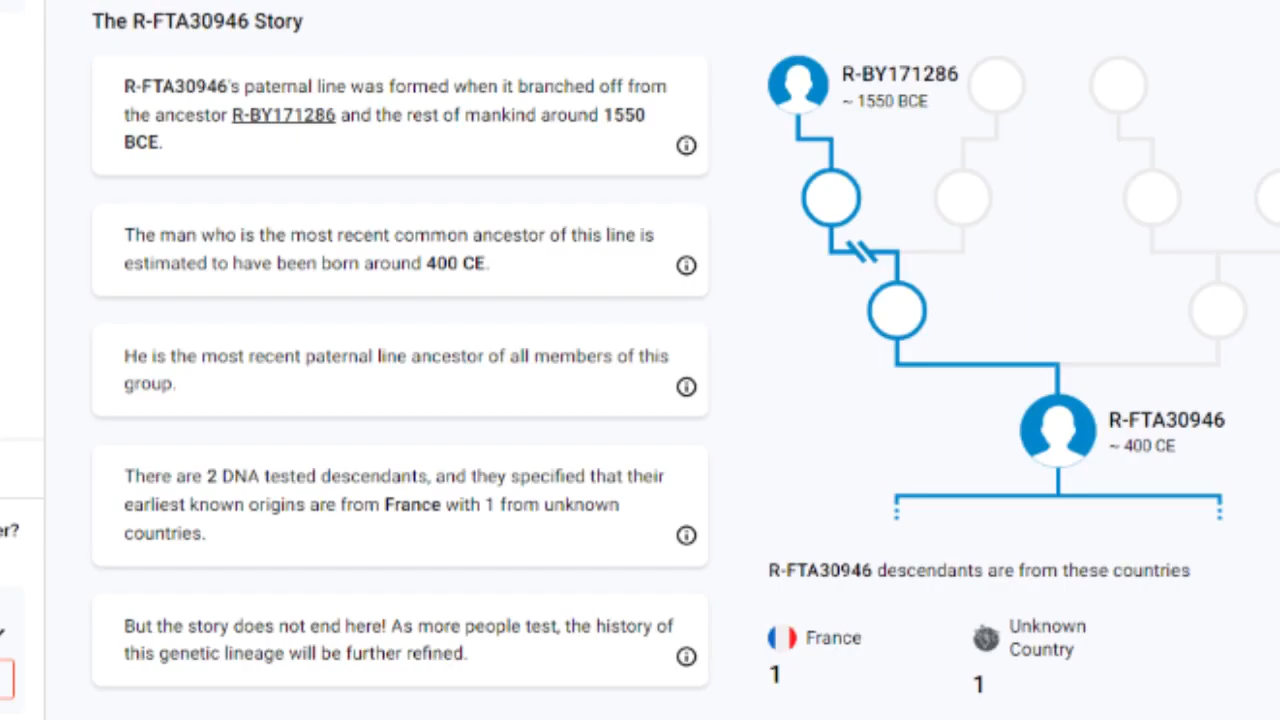 The R-FTA30946 Story
R-FTA30946's paternal line was formed when it branched off from
the ancestor R-BY171286 and the rest of mankind around 1550
BCE.
The man who is the most recent common ancestor of this line is
estimated to have been born around 400 CE.
He is the most recent paternal line ancestor of all members of this
group.
There are 2 DNA tested descendants, and they specified that their
earliest known origins are from France with 1 from unknown
countries.
But the story does not end here! As more people test, the history of
this genetic lineage will be further refined.
R-BY171286
~ 1550 BCE
R-FTA30946
~ 400 CE
R-FTA30946 descendants are from these countries
France
1
Unknown
Country
1
er?